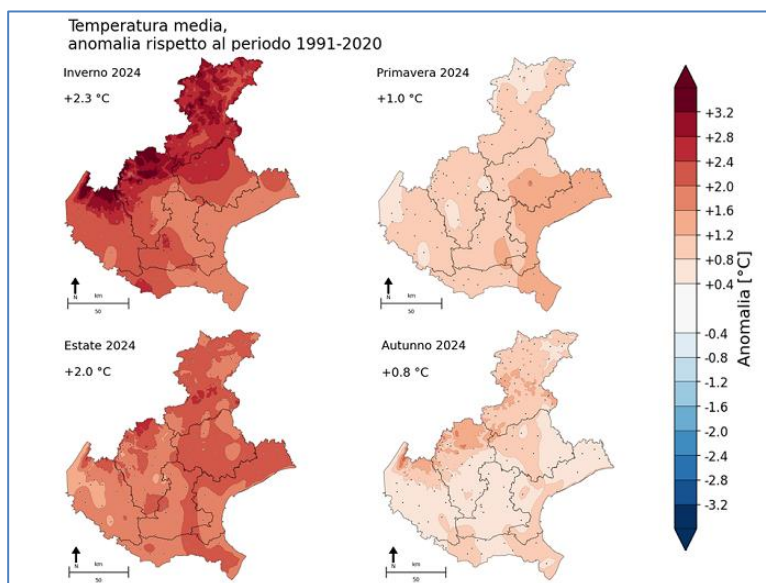 Temperatura media,
anomalia rispetto al periodo 1991-2020
Inverno 2024
+2.3 °C
N
km
50
Primavera 2024
+1.0 °C
N
km
50
Estate 2024
+2.0 °C
N
km
50
Autunno 2024
+0.8 °C
N
km
50
+3.2
+2.8
+2.4
+2.0
+1.6
+1.2
+0.8
+0.4
-0.4
-0.8
-1.2
-1.6
-2.0
-2.4
-2.8
-3.2
Anomalia [°C]